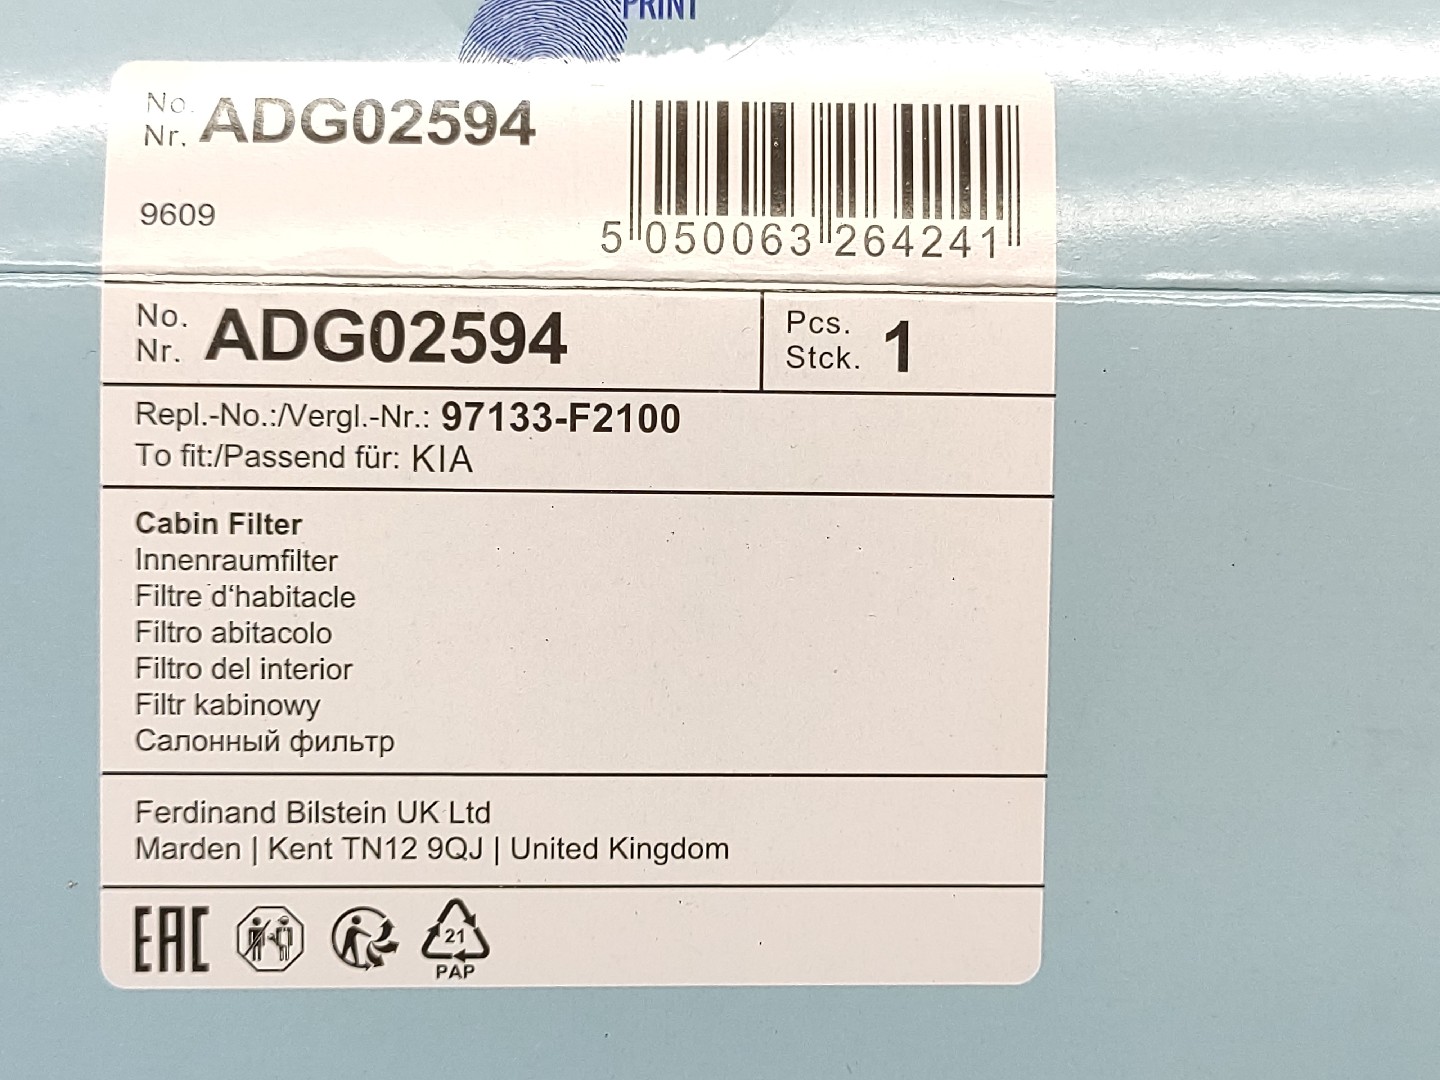 PRINT
No.
Nr. ADG02594
9609
5 050063 264241
No.
Nr. ADG02594
Pcs.
Stck. 1
Repl.-No.:/Vergl.-Nr.: 97133-F2100
To fit:/Passend für: KIA
Cabin Filter
Innenraumfilter
Filtre d‘habitacle
Filtro abitacolo
Filtro del interior
Filtr kabinowy
Салонный фильтр
Ferdinand Bilstein UK Ltd
Marden | Kent TN12 9QJ | United Kingdom
EAC
21
PAP